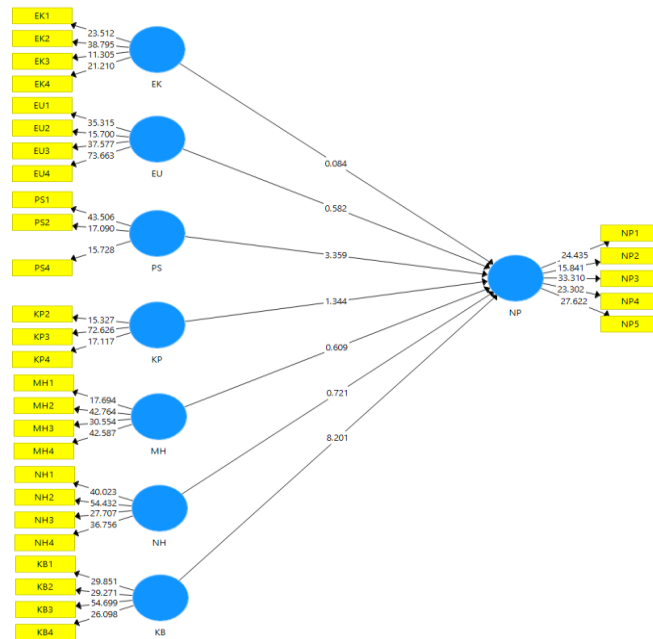 EK1
EK2
EK3
EK4
23.512
38.795
11.305
21.210
EK
EU1
EU2
EU3
EU4
35.315
15.700
37.577
73.663
EU
PS1
PS2
PS4
43.506
17.090
15.728
PS
KP2
KP3
KP4
15.327
72.626
17.117
KP
MH1
MH2
MH3
MH4
17.694
42.764
30.554
42.587
MH
NH1
NH2
NH3
NH4
40.023
54.432
27.707
36.756
NH
KB1
KB2
KB3
KB4
29.851
29.271
54.699
26.098
KB
0.084
0.582
3.359
1.344
0.609
0.721
8.201
NP
24.435
15.841
33.310
23.302
27.622
NP1
NP2
NP3
NP4
NP5